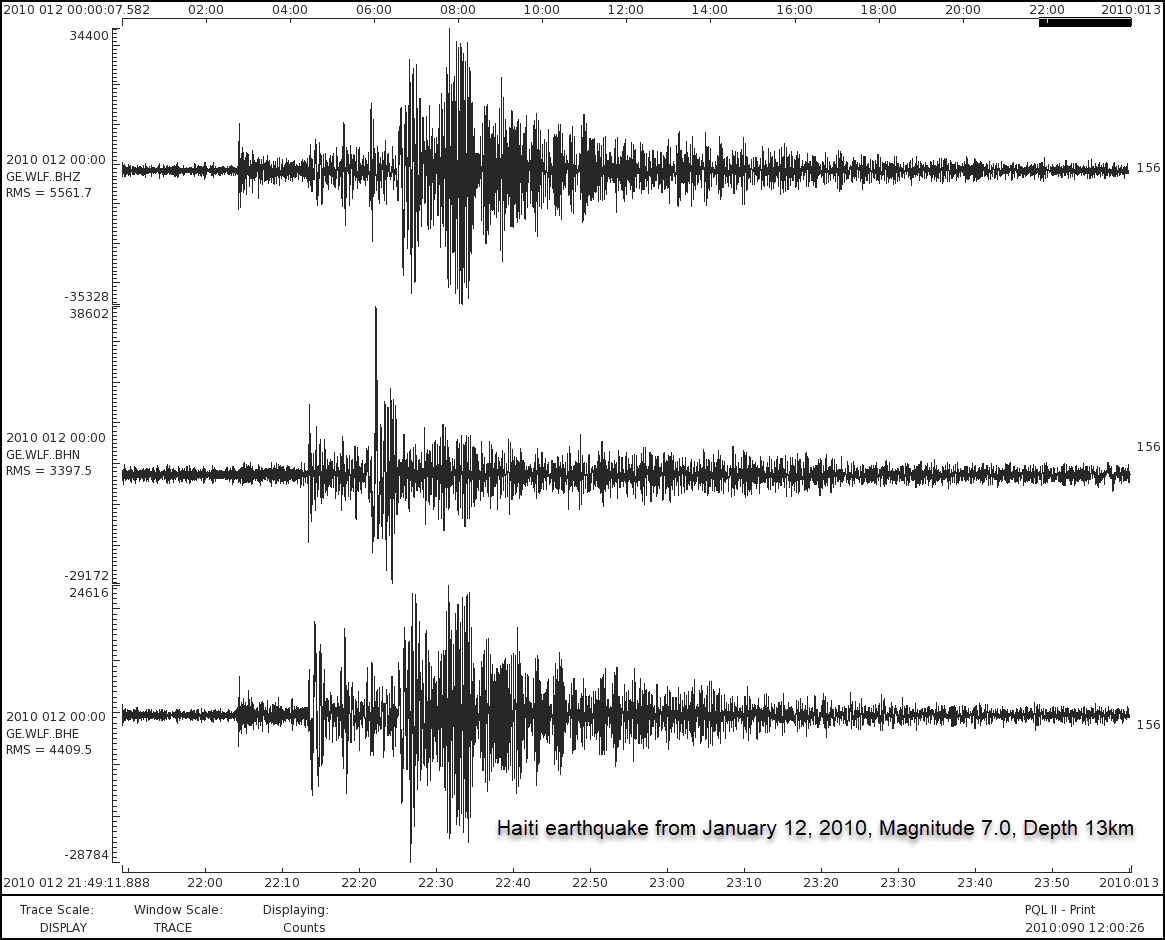 2010 012 00:00:07.582 02:00 04:00 06:00 08:00 10:00 12:00 14:00 16:00 18:00 20:00 22:00 2010:013
34400
2010 012 00:00
GE.WLF..BHZ
RMS = 5561.7
156
-35328
38602
2010 012 00:00
GE.WLF..BHN
RMS = 3397.5
156
-29172
24616
2010 012 00:00
GE.WLF..BHE
RMS = 4409.5
156
Haiti earthquake from January 12, 2010, Magnitude 7.0, Depth 13km
-28784
2010 012 21:49:11.888 22:00 22:10 22:20 22:30 22:40 22:50 23:00 23:10 23:20 23:30 23:40 23:50 2010:013
Trace Scale: Window Scale: Displaying: PQL II - Print
DISPLAY TRACE Counts 2010:090 12:00:26